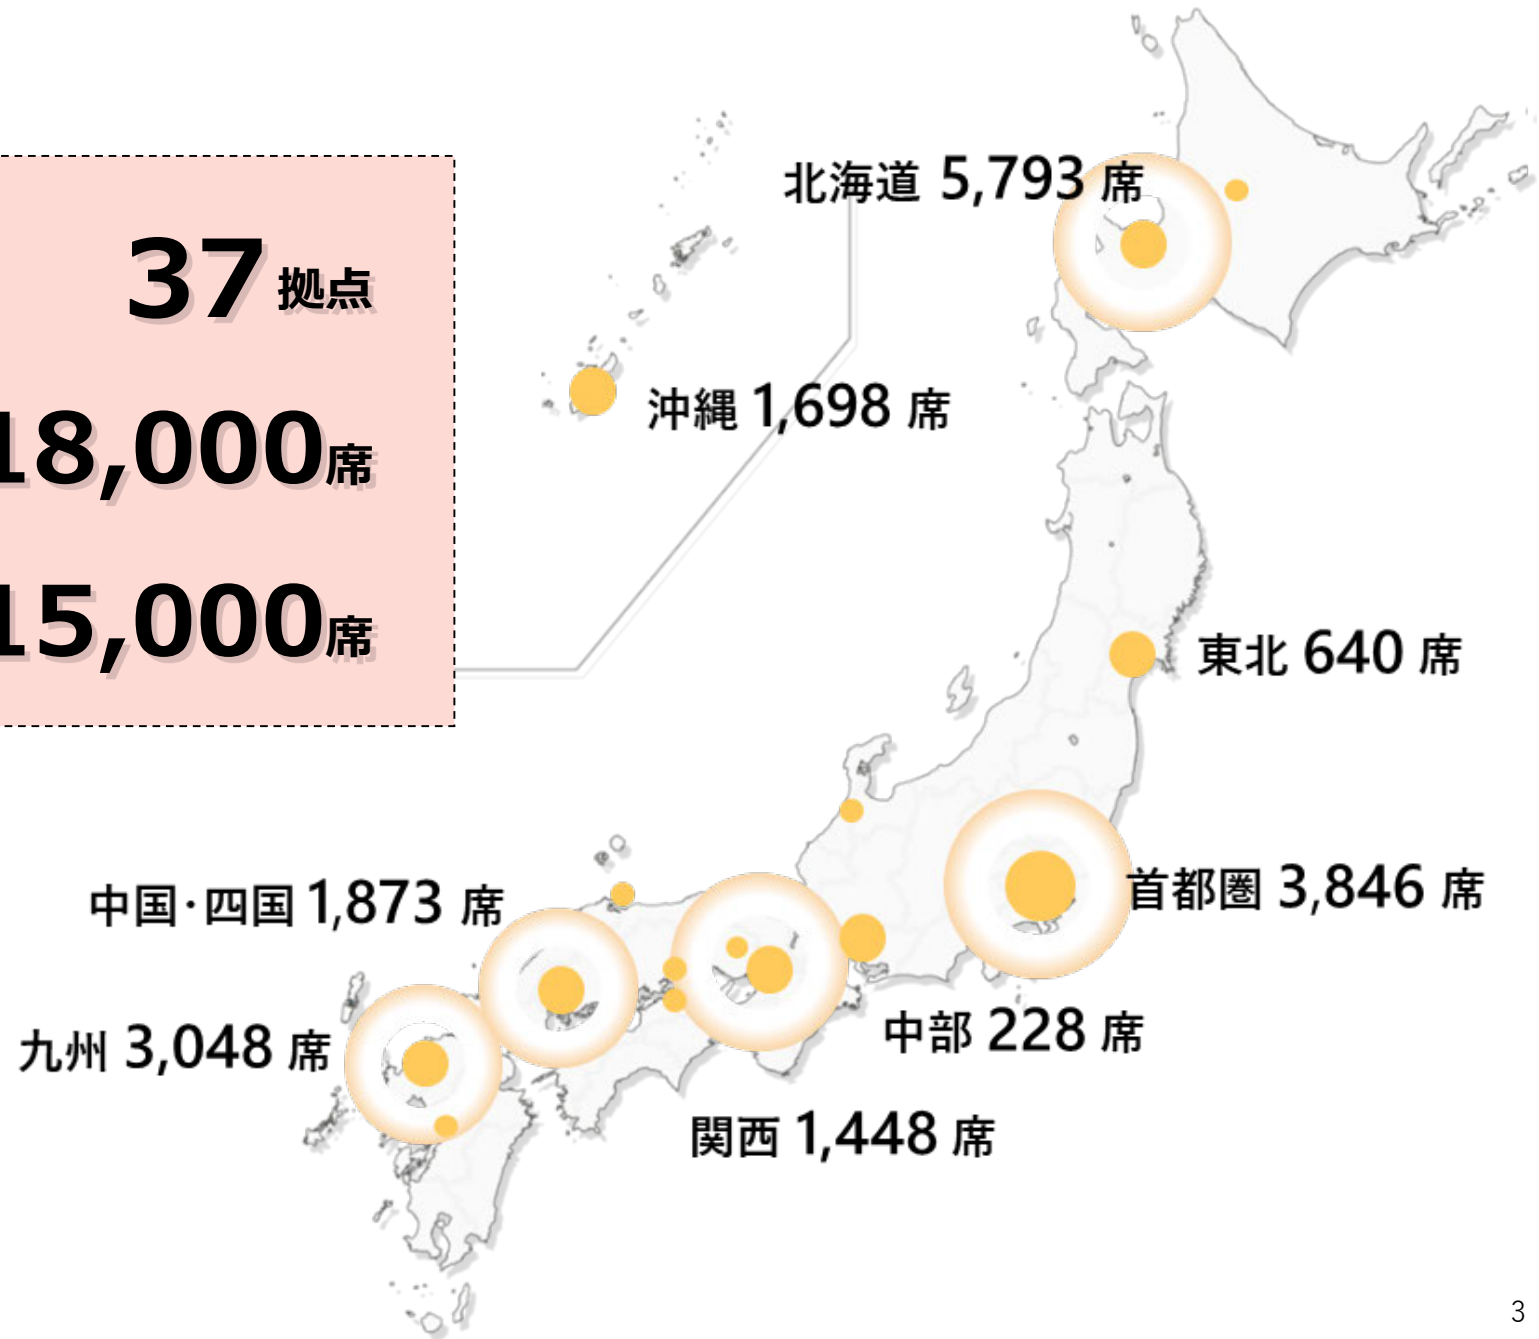 37 拠点
18,000席
15,000席
北海道 5,793 席
沖縄 1,698 席
東北 640 席
首都圏 3,846 席
中国・四国 1,873 席
中部 228 席
九州 3,048 席
関西 1,448 席
3